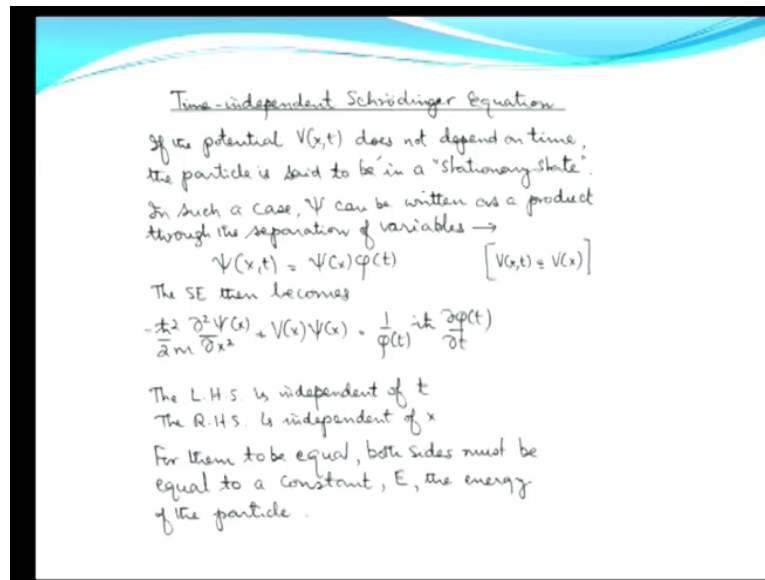 Time-independent Schrödinger Equation
If the potential V(x,t) does not depend on time,
the particle is said to be in a "stationary state".
In such a case, Ψ can be written as a product
through the separation of variables →
Ψ(x,t) = Ψ(x)φ(t) [V(x,t) = V(x)]
The SE then becomes
-ℏ²/2m ∂²Ψ(x)/∂x² + V(x)Ψ(x) = 1/φ(t) iℏ ∂φ(t)/∂t
The L.H.S. is independent of t
The R.H.S. is independent of x
For them to be equal, both sides must be
equal to a constant, E, the energy
of the particle.